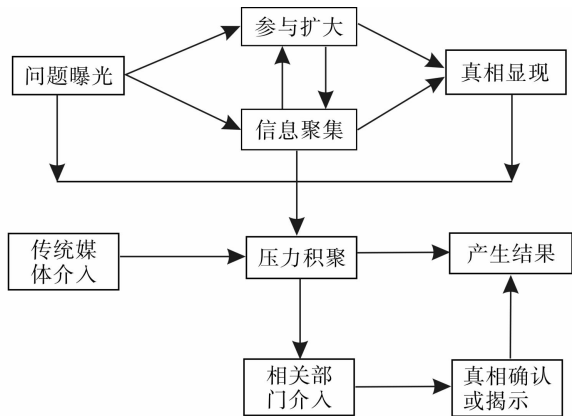 参与扩大
问题曝光
真相显现
信息聚集
传统媒
体介入
压力积聚
产生结果
相关部
门介入
真相确认
或揭示